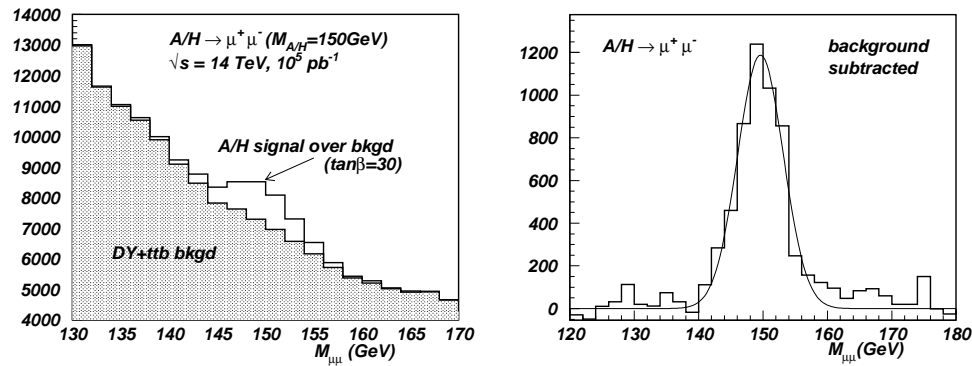 A/H → μ⁺ μ⁻ (M_A/H=150GeV)
√s = 14 TeV, 10⁵ pb⁻¹
A/H signal over bkgd
(tanβ=30)
DY+ttb bkgd
13000
12000
11000
10000
9000
8000
7000
6000
5000
4000
130 135 140 145 150 155 160 165 170
M_μμ (GeV)
A/H → μ⁺ μ⁻
background
subtracted
1200
1000
800
600
400
200
0
120 130 140 150 160 170 180
M_μμ (GeV)